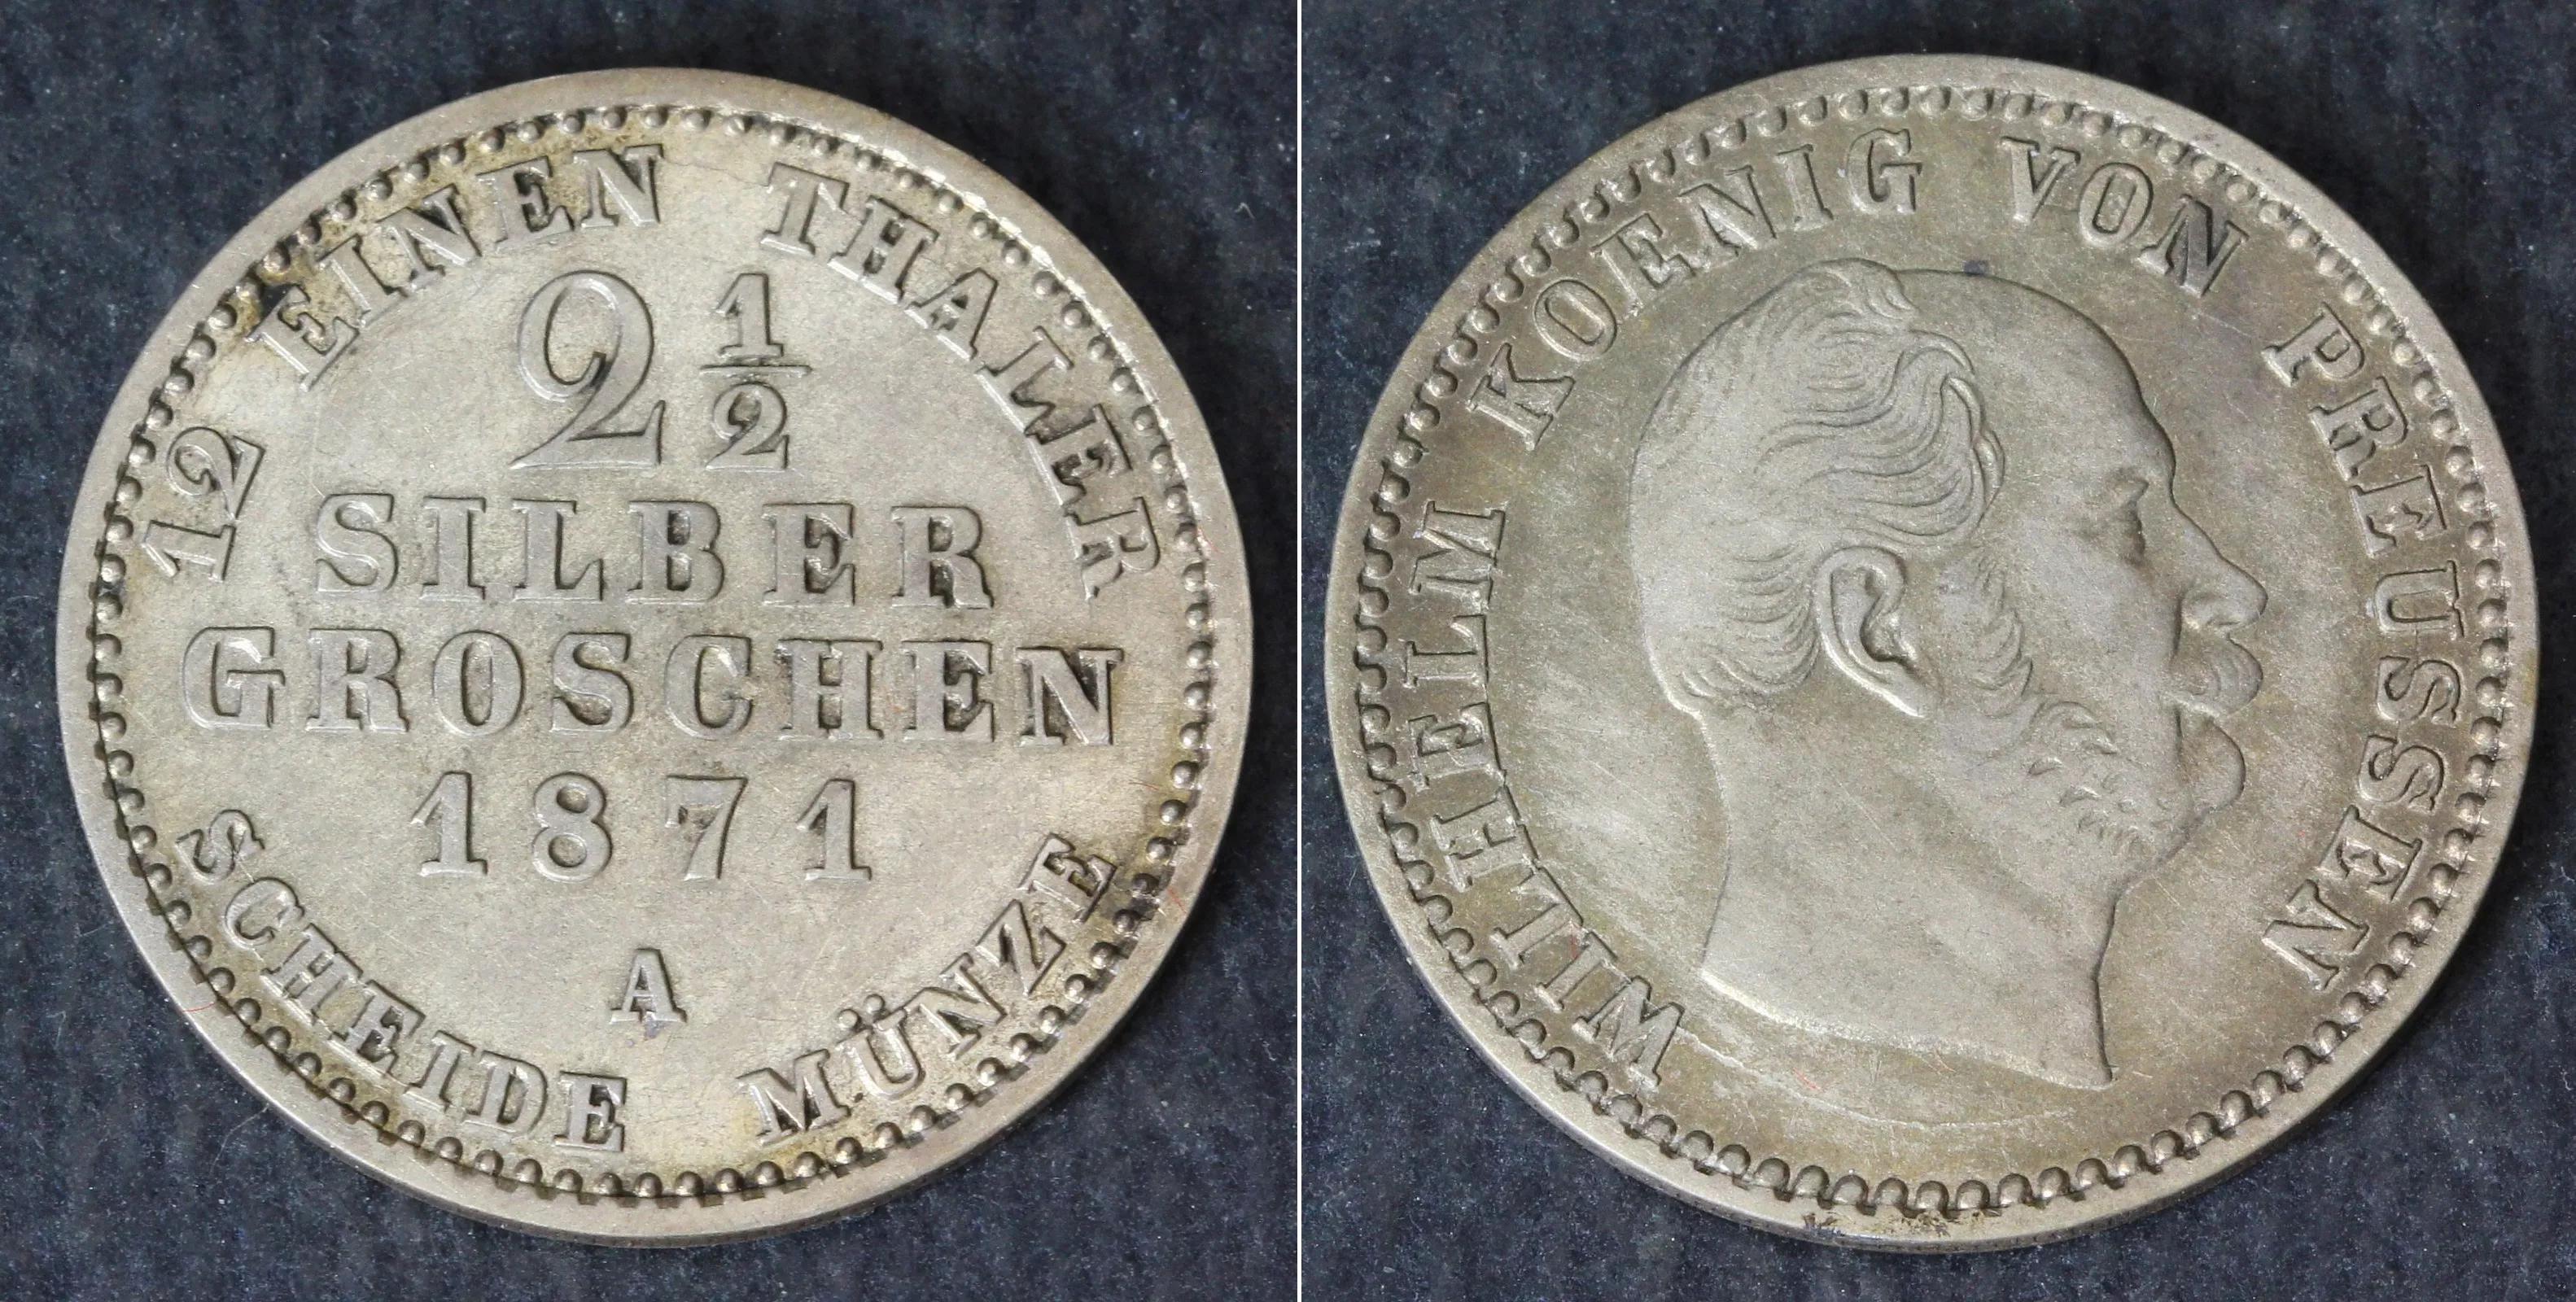 12 EINEN THALER
2 1/2
SILBER
GROSCHEN
1871
A
SCHEIDE MÜNZE
WILHELM KOENIG VON PREUSSEN